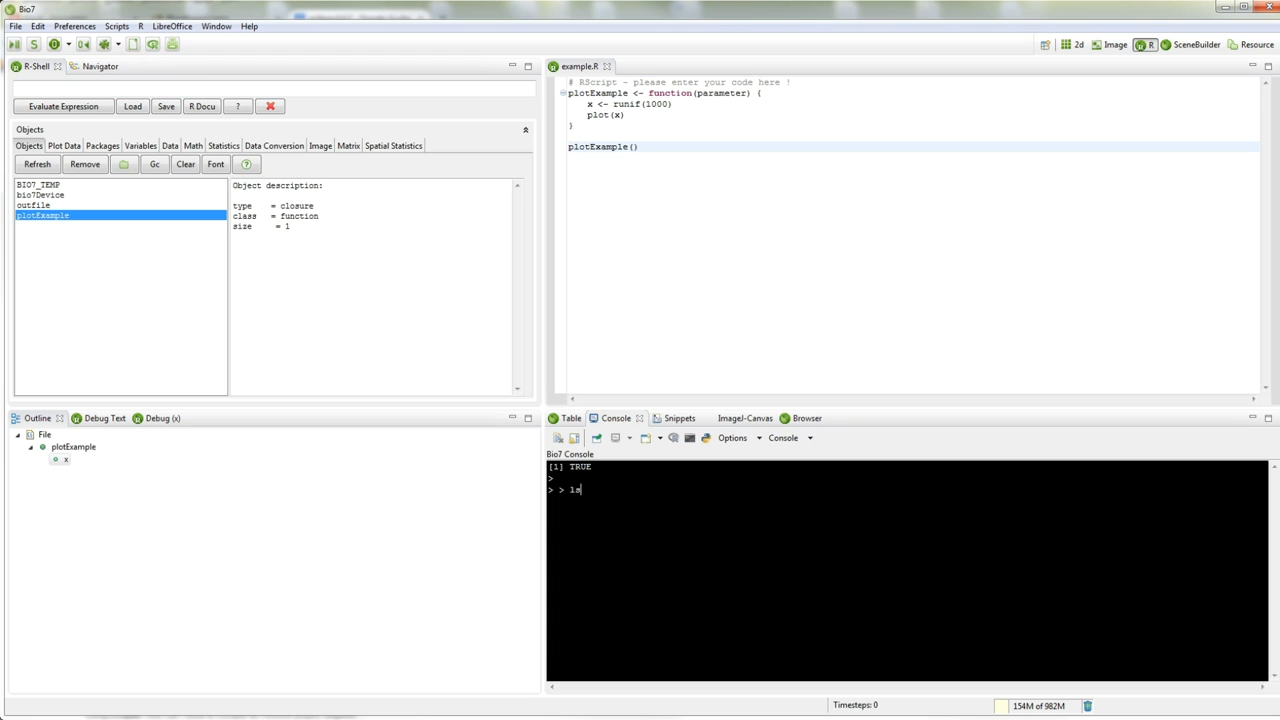 Bio7
File Edit Preferences Scripts R LibreOffice Window Help
2d Image R SceneBuilder Resource
R-Shell Navigator
Evaluate Expression Load Save R Docu ?
Objects
Objects Plot Data Packages Variables Data Math Statistics Data Conversion Image Matrix Spatial Statistics
Refresh Remove Gc Clear Font
BIO7_TEMP
bio7Device
outfile
plotExample
Object description:
type = closure
class = function
size = 1
example.R
# RScript - please enter your code here !
plotExample <- function(parameter) {
x <- runif(1000)
plot(x)
}
plotExample()
Outline Debug Text Debug (x)
File
plotExample
x
Table Console Snippets ImageJ-Canvas Browser
Options Console
Bio7 Console
[1] TRUE
>
> > ls
Timesteps: 0
154M of 982M